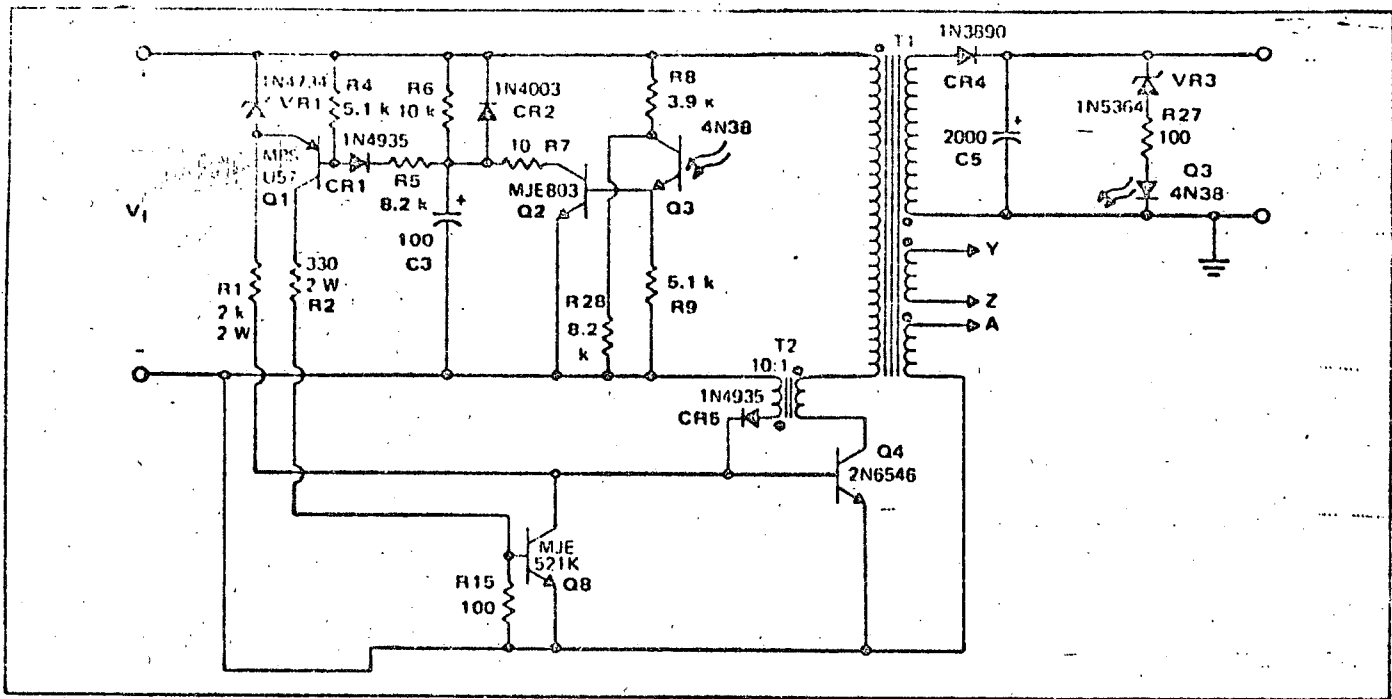 1N4734
VR1
R4
5.1 k
R6
10 k
1N4003
CR2
R8
3.9 k
4N38
T1
1N3890
CR4
VR3
1N5364
R27
100
2000
C5
+
Q3
4N38
MPS
U57
Q1
1N4935
CR1
R5
8.2 k
10 R7
MJE803
Q2
Q3
V1
+
100
C3
330
2 W
R2
R1
2 k
2 W
R28
8.2
k
5.1 k
R9
Y
Z
A
-
T2
10:1
1N4935
CR5
Q4
2N6546
MJE
521K
Q8
R15
100